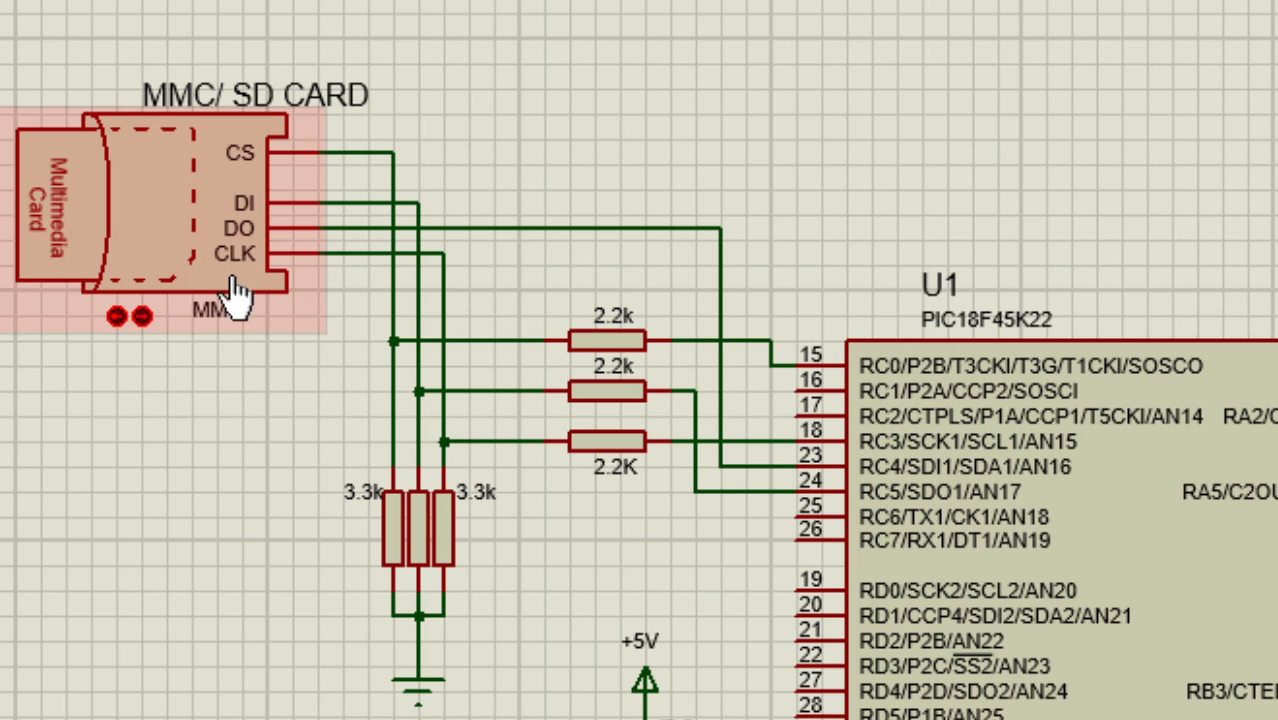 MMC/ SD CARD
Multimedia
Card
CS
DI
DO
CLK
2.2k
2.2k
2.2K
3.3k
3.3k
+5V
U1
PIC18F45K22
15
RC0/P2B/T3CKI/T3G/T1CKI/SOSCO
16
RC1/P2A/CCP2/SOSCI
17
RC2/CTPLS/P1A/CCP1/T5CKI/AN14
18
RC3/SCK1/SCL1/AN15
23
RC4/SDI1/SDA1/AN16
24
RC5/SDO1/AN17
25
RC6/TX1/CK1/AN18
26
RC7/RX1/DT1/AN19
19
RD0/SCK2/SCL2/AN20
20
RD1/CCP4/SDI2/SDA2/AN21
21
RD2/P2B/AN22
22
RD3/P2C/SS2/AN23
27
RD4/P2D/SDO2/AN24
28
RD5/P1B/AN25